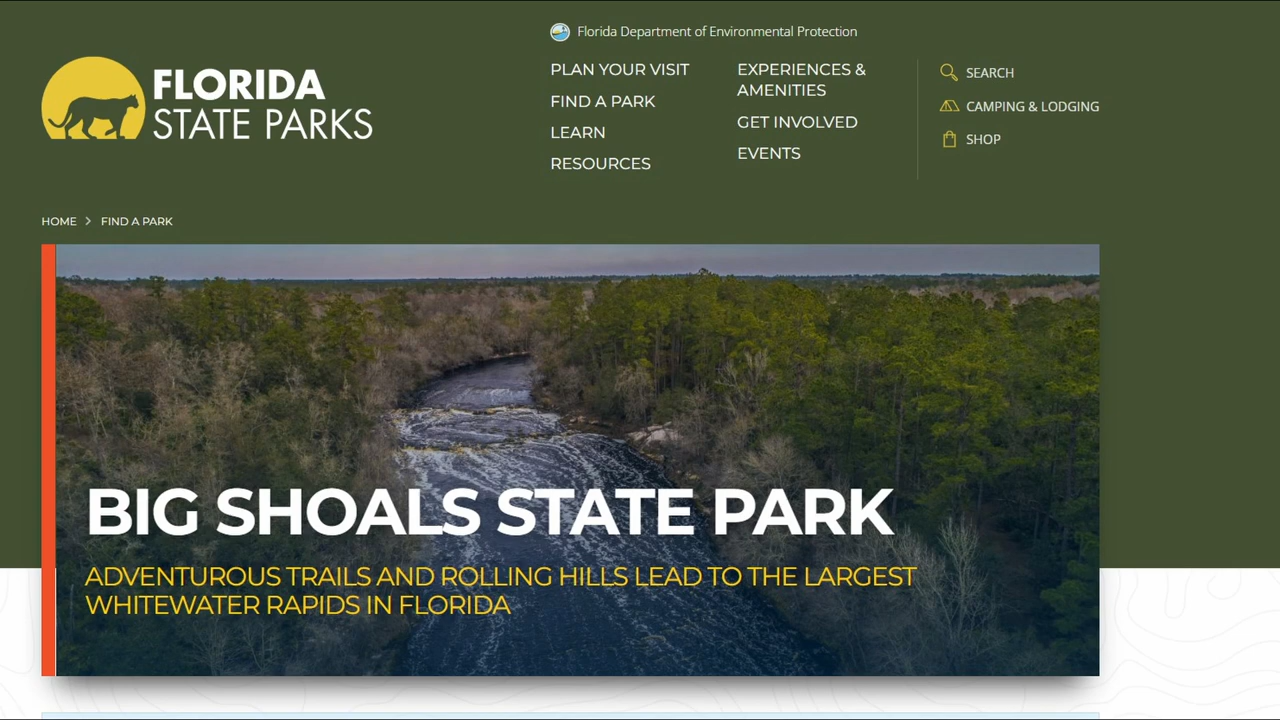 Florida Department of Environmental Protection
FLORIDA
STATE PARKS
PLAN YOUR VISIT
FIND A PARK
LEARN
RESOURCES
EXPERIENCES &
AMENITIES
GET INVOLVED
EVENTS
SEARCH
CAMPING & LODGING
SHOP
HOME > FIND A PARK
BIG SHOALS STATE PARK
ADVENTUROUS TRAILS AND ROLLING HILLS LEAD TO THE LARGEST
WHITEWATER RAPIDS IN FLORIDA